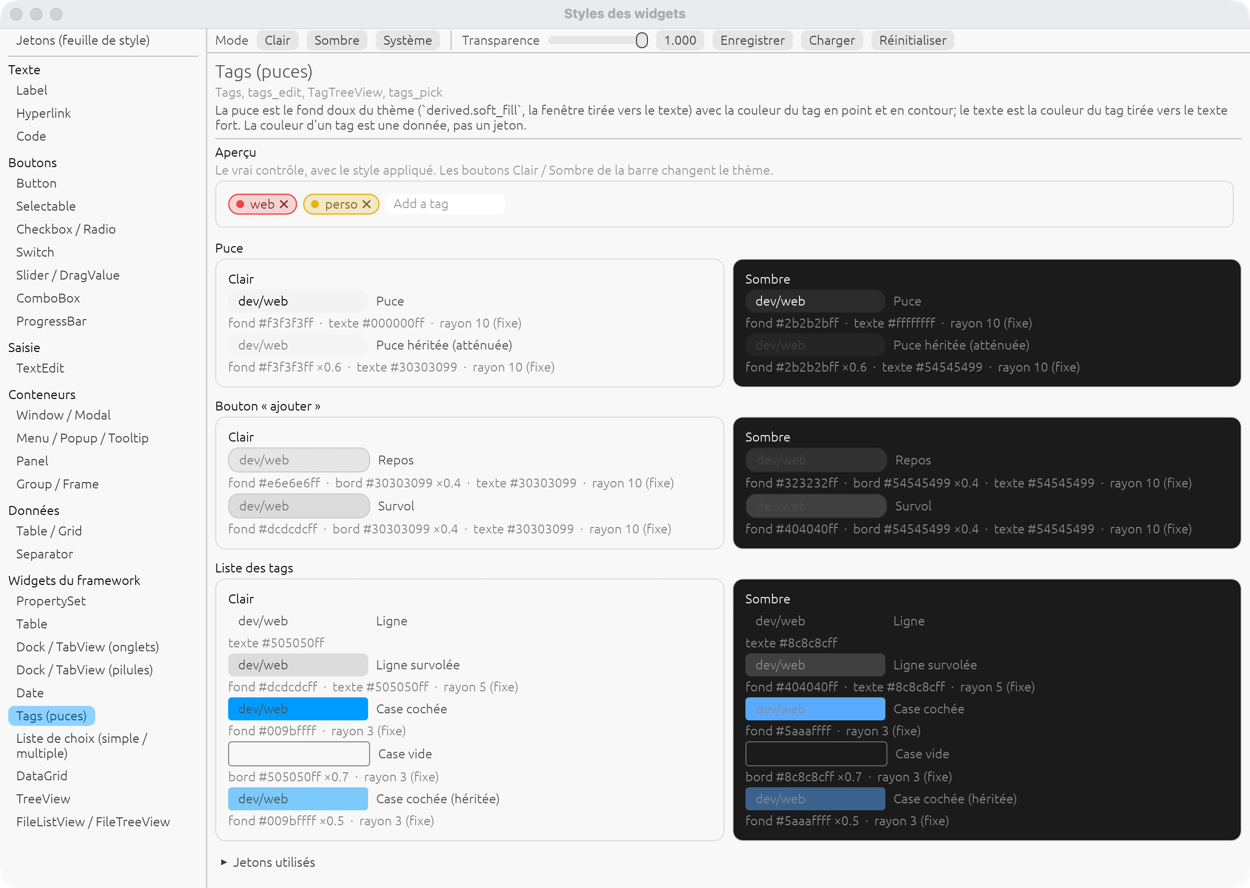 Styles des widgets
Jetons (feuille de style)
Texte
Label
Hyperlink
Code
Boutons
Button
Selectable
Checkbox / Radio
Switch
Slider / DragValue
ComboBox
ProgressBar
Saisie
TextEdit
Conteneurs
Window / Modal
Menu / Popup / Tooltip
Panel
Group / Frame
Données
Table / Grid
Separator
Widgets du framework
PropertySet
Table
Dock / TabView (onglets)
Dock / TabView (pilules)
Date
Tags (puces)
Liste de choix (simple /
multiple)
DataGrid
TreeView
FileListView / FileTreeView
Mode Clair Sombre Système Transparence 1.000 Enregistrer Charger Réinitialiser
Tags (puces)
Tags, tags_edit, TagTreeView, tags_pick
La puce est le fond doux du thème (`derived.soft_fill`, la fenêtre tirée vers le texte) avec la couleur du tag en point et en contour; le texte est la couleur du tag tirée vers le texte
fort. La couleur d'un tag est une donnée, pas un jeton.
Aperçu
Le vrai contrôle, avec le style appliqué. Les boutons Clair / Sombre de la barre changent le thème.
web × perso × Add a tag
Puce
Clair
dev/web Puce
fond #f3f3f3ff · texte #000000ff · rayon 10 (fixe)
dev/web Puce héritée (atténuée)
fond #f3f3f3ff ×0.6 · texte #30303099 · rayon 10 (fixe)
Sombre
dev/web Puce
fond #2b2b2bff · texte #ffffffff · rayon 10 (fixe)
dev/web Puce héritée (atténuée)
fond #2b2b2bff ×0.6 · texte #54545499 · rayon 10 (fixe)
Bouton « ajouter »
Clair
dev/web Repos
fond #e6e6e6ff · bord #30303099 ×0.4 · texte #30303099 · rayon 10 (fixe)
dev/web Survol
fond #dcdcdcff · bord #30303099 ×0.4 · texte #30303099 · rayon 10 (fixe)
Sombre
dev/web Repos
fond #323232ff · bord #54545499 ×0.4 · texte #54545499 · rayon 10 (fixe)
dev/web Survol
fond #404040ff · bord #54545499 ×0.4 · texte #54545499 · rayon 10 (fixe)
Liste des tags
Clair
dev/web Ligne
texte #505050ff
dev/web Ligne survolée
fond #dcdcdcff · texte #505050ff · rayon 5 (fixe)
dev/web Case cochée
fond #009bffff · rayon 3 (fixe)
Case vide
bord #505050ff ×0.7 · rayon 3 (fixe)
dev/web Case cochée (héritée)
fond #009bffff ×0.5 · rayon 3 (fixe)
Sombre
dev/web Ligne
texte #8c8c8cff
dev/web Ligne survolée
fond #404040ff · texte #8c8c8cff · rayon 5 (fixe)
dev/web Case cochée
fond #5aaaffff · rayon 3 (fixe)
Case vide
bord #8c8c8cff ×0.7 · rayon 3 (fixe)
dev/web Case cochée (héritée)
fond #5aaaffff ×0.5 · rayon 3 (fixe)
Jetons utilisés